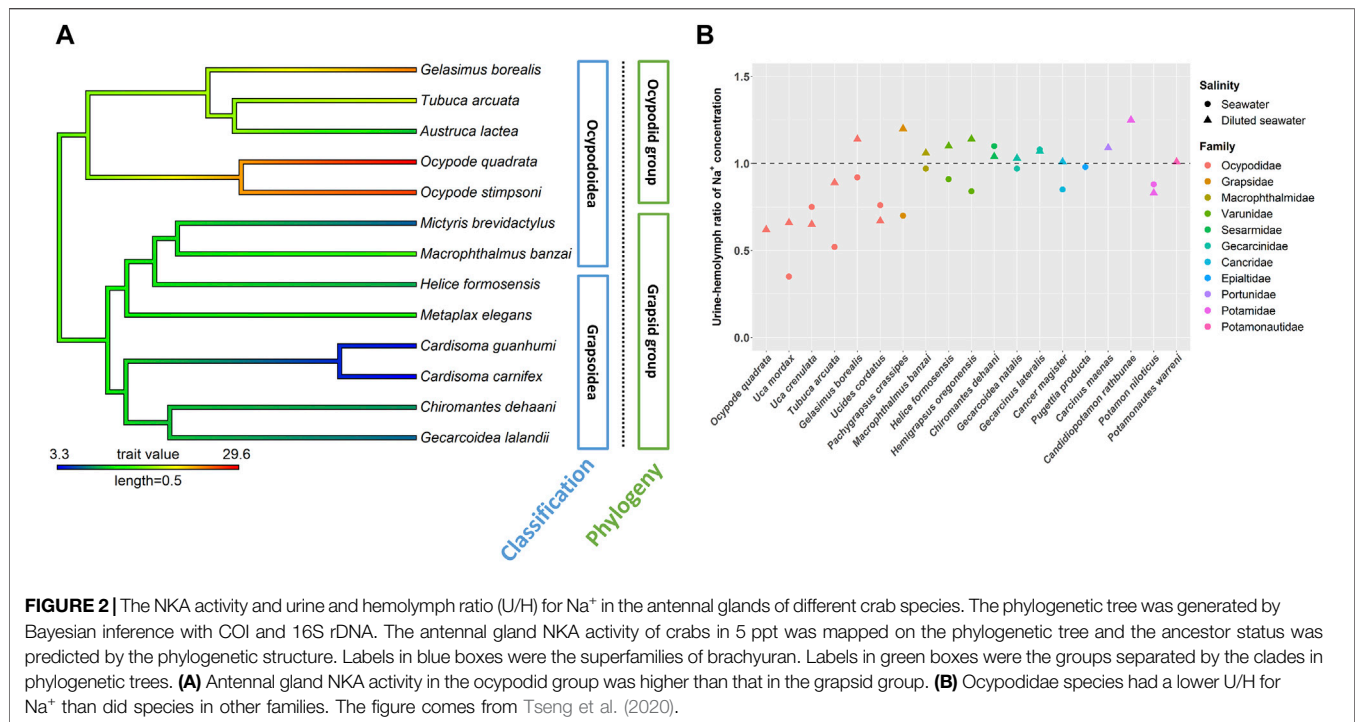 A
Gelasimus borealis
Tubuca arcuata
Austruca lactea
Ocypode quadrata
Ocypode stimpsoni
Mictyris brevidactylus
Macrophthalmus banzai
Helice formosensis
Metaplax elegans
Cardisoma guanhumi
Cardisoma carnifex
Chiromantes dehaani
Gecarcoidea lalandii
3.3 trait value 29.6
length=0.5
Ocypodoidea
Grapsoidea
Classification
Ocypodid group
Grapsid group
Phylogeny
B
Urine-hemolymph ratio of Na⁺ concentration
1.5
1.0
0.5
0.0
Ocypode quadrata
Uca mordax
Uca crenulata
Tubuca arcuata
Gelasimus borealis
Ucides cordatus
Pachygrapsus crassipes
Macrophthalmus banzai
Helice formosensis
Hemigrapsus oregonensis
Chiromantes dehaani
Gecarcoidea natalis
Gecarcinus lateralis
Cancer magister
Pugettia producta
Carcinus maenas
Candidiopotamon rathbunae
Potamon niloticus
Potamonautes warreni
Salinity
Seawater
Diluted seawater
Family
Ocypodidae
Grapsidae
Macrophthalmidae
Varunidae
Sesarmidae
Gecarcinidae
Cancridae
Epialtidae
Portunidae
Potamidae
Potamonautidae
FIGURE 2 | The NKA activity and urine and hemolymph ratio (U/H) for Na⁺ in the antennal glands of different crab species. The phylogenetic tree was generated by
Bayesian inference with COI and 16S rDNA. The antennal gland NKA activity of crabs in 5 ppt was mapped on the phylogenetic tree and the ancestor status was
predicted by the phylogenetic structure. Labels in blue boxes were the superfamilies of brachyuran. Labels in green boxes were the groups separated by the clades in
phylogenetic trees. (A) Antennal gland NKA activity in the ocypodid group was higher than that in the grapsid group. (B) Ocypodidae species had a lower U/H for
Na⁺ than did species in other families. The figure comes from Tseng et al. (2020).